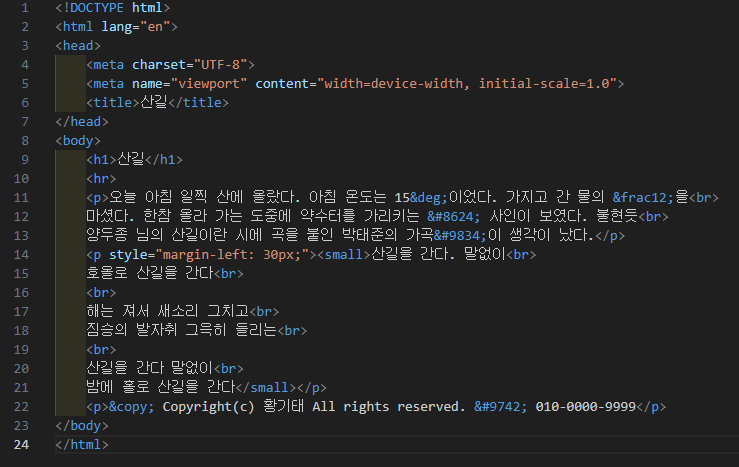 1 <!DOCTYPE html>
2 <html lang="en">
3 <head>
4 <meta charset="UTF-8">
5 <meta name="viewport" content="width=device-width, initial-scale=1.0">
6 <title>산길</title>
7 </head>
8 <body>
9 <h1>산길</h1>
10 <hr>
11 <p>오늘 아침 일찍 산에 올랐다. 아침 온도는 15&deg;이었다. 가지고 간 물의 &frac12;을<br>
12 마셨다. 한참 올라 가는 도중에 약수터를 가리키는 &#8624; 사인이 보였다. 불현듯<br>
13 양두종 님의 산길이란 시에 곡을 붙인 박태준의 가곡&#9834;이 생각이 났다.</p>
14 <p style="margin-left: 30px;"><small>산길을 간다. 말없이<br>
15 호올로 산길을 간다<br>
16 <br>
17 해는 져서 새소리 그치고<br>
18 짐승의 발자취 그윽히 들리는<br>
19 <br>
20 산길을 간다 말없이<br>
21 밤에 홀로 산길을 간다</small></p>
22 <p>&copy; Copyright(c) 황기태 All rights reserved. &#9742; 010-0000-9999</p>
23 </body>
24 </html>